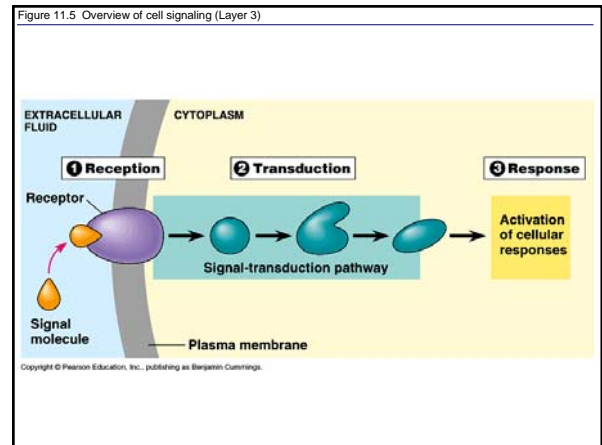 Figure 11.5 Overview of cell signaling (Layer 3)
EXTRACELLULAR
FLUID
CYTOPLASM
1 Reception
2 Transduction
3 Response
Receptor
Activation
of cellular
responses
Signal-transduction pathway
Signal
molecule
Plasma membrane
Copyright © Pearson Education, Inc., publishing as Benjamin Cummings.